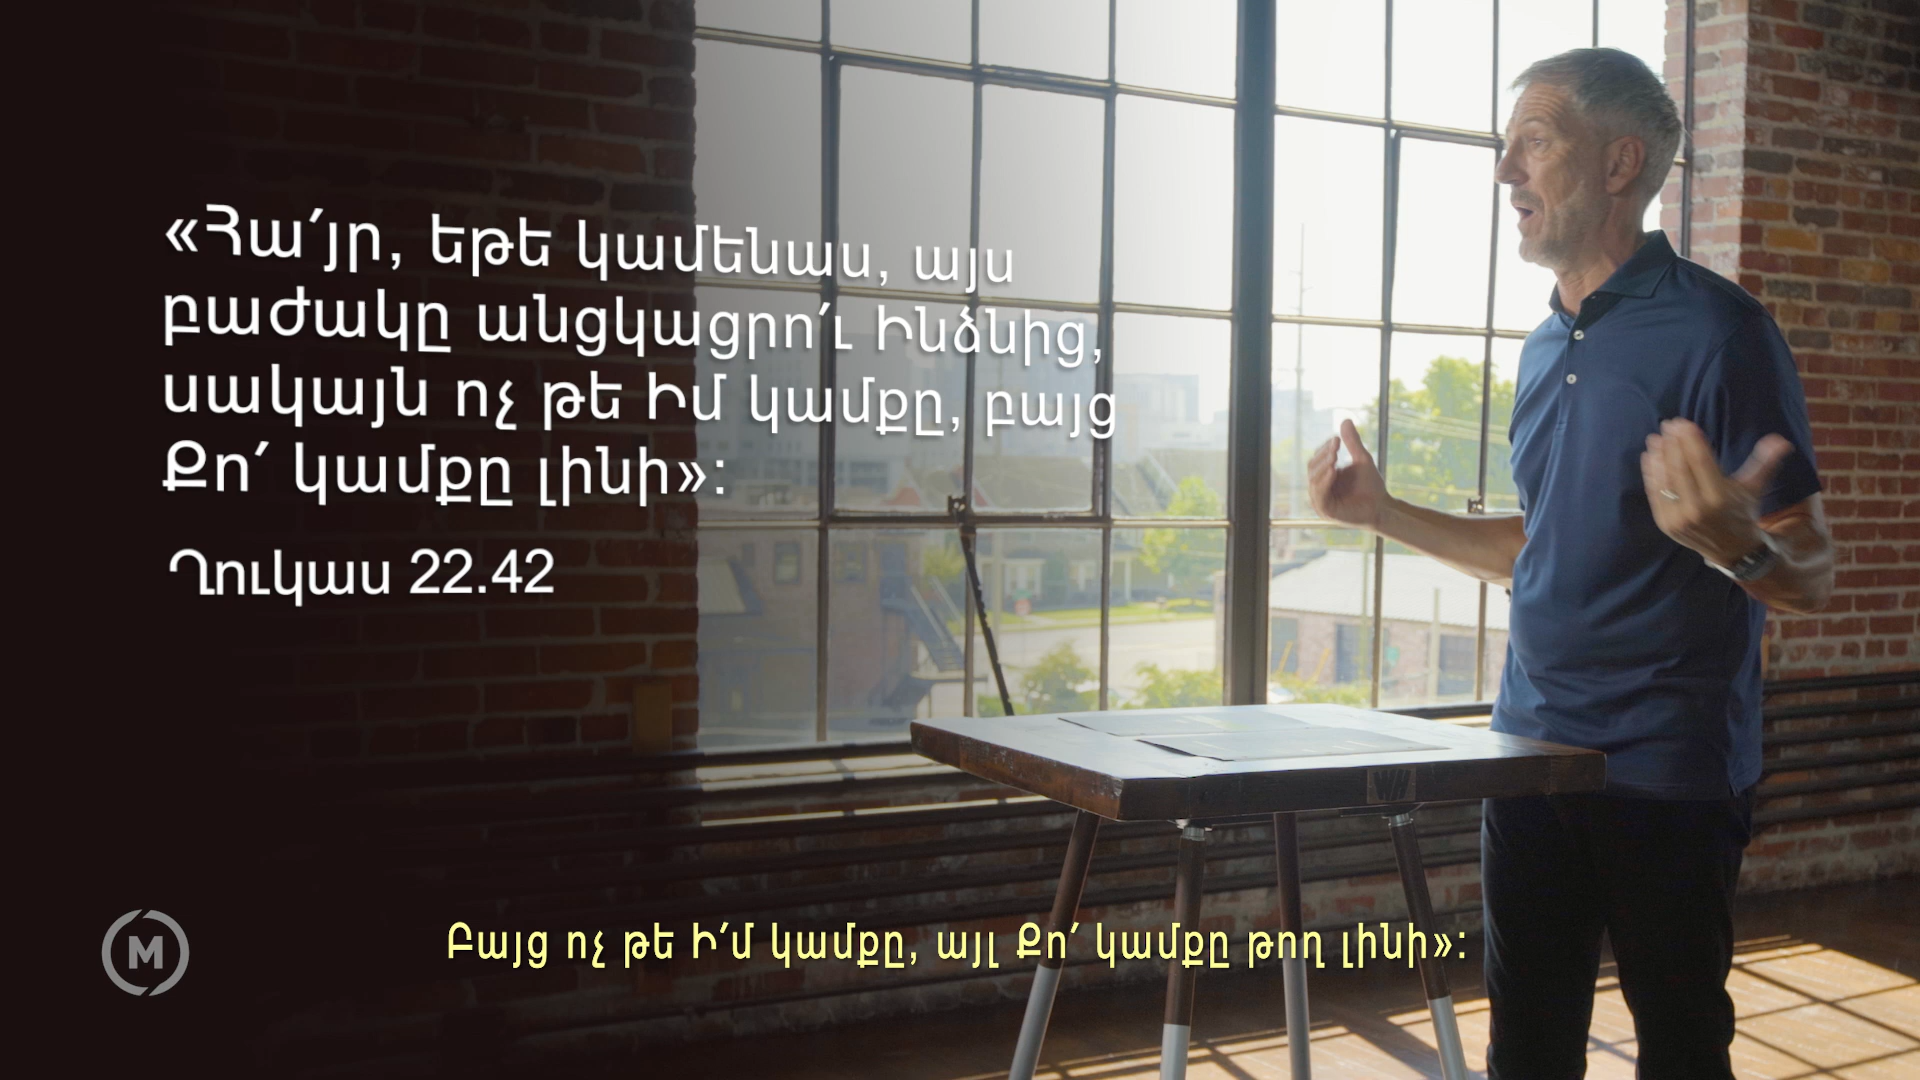 «Հա՛յր, եթե կամենաս, այս
բաժակը անցկացրո՛ւ Ինձնից,
սակայն ոչ թե Իմ կամքը, բայց
Քո՛ կամքը լինի»:
Ղուկաս 22.42
M
Բայց ոչ թե Ի՛մ կամքը, այլ Քո՛ կամքը թող լինի»: